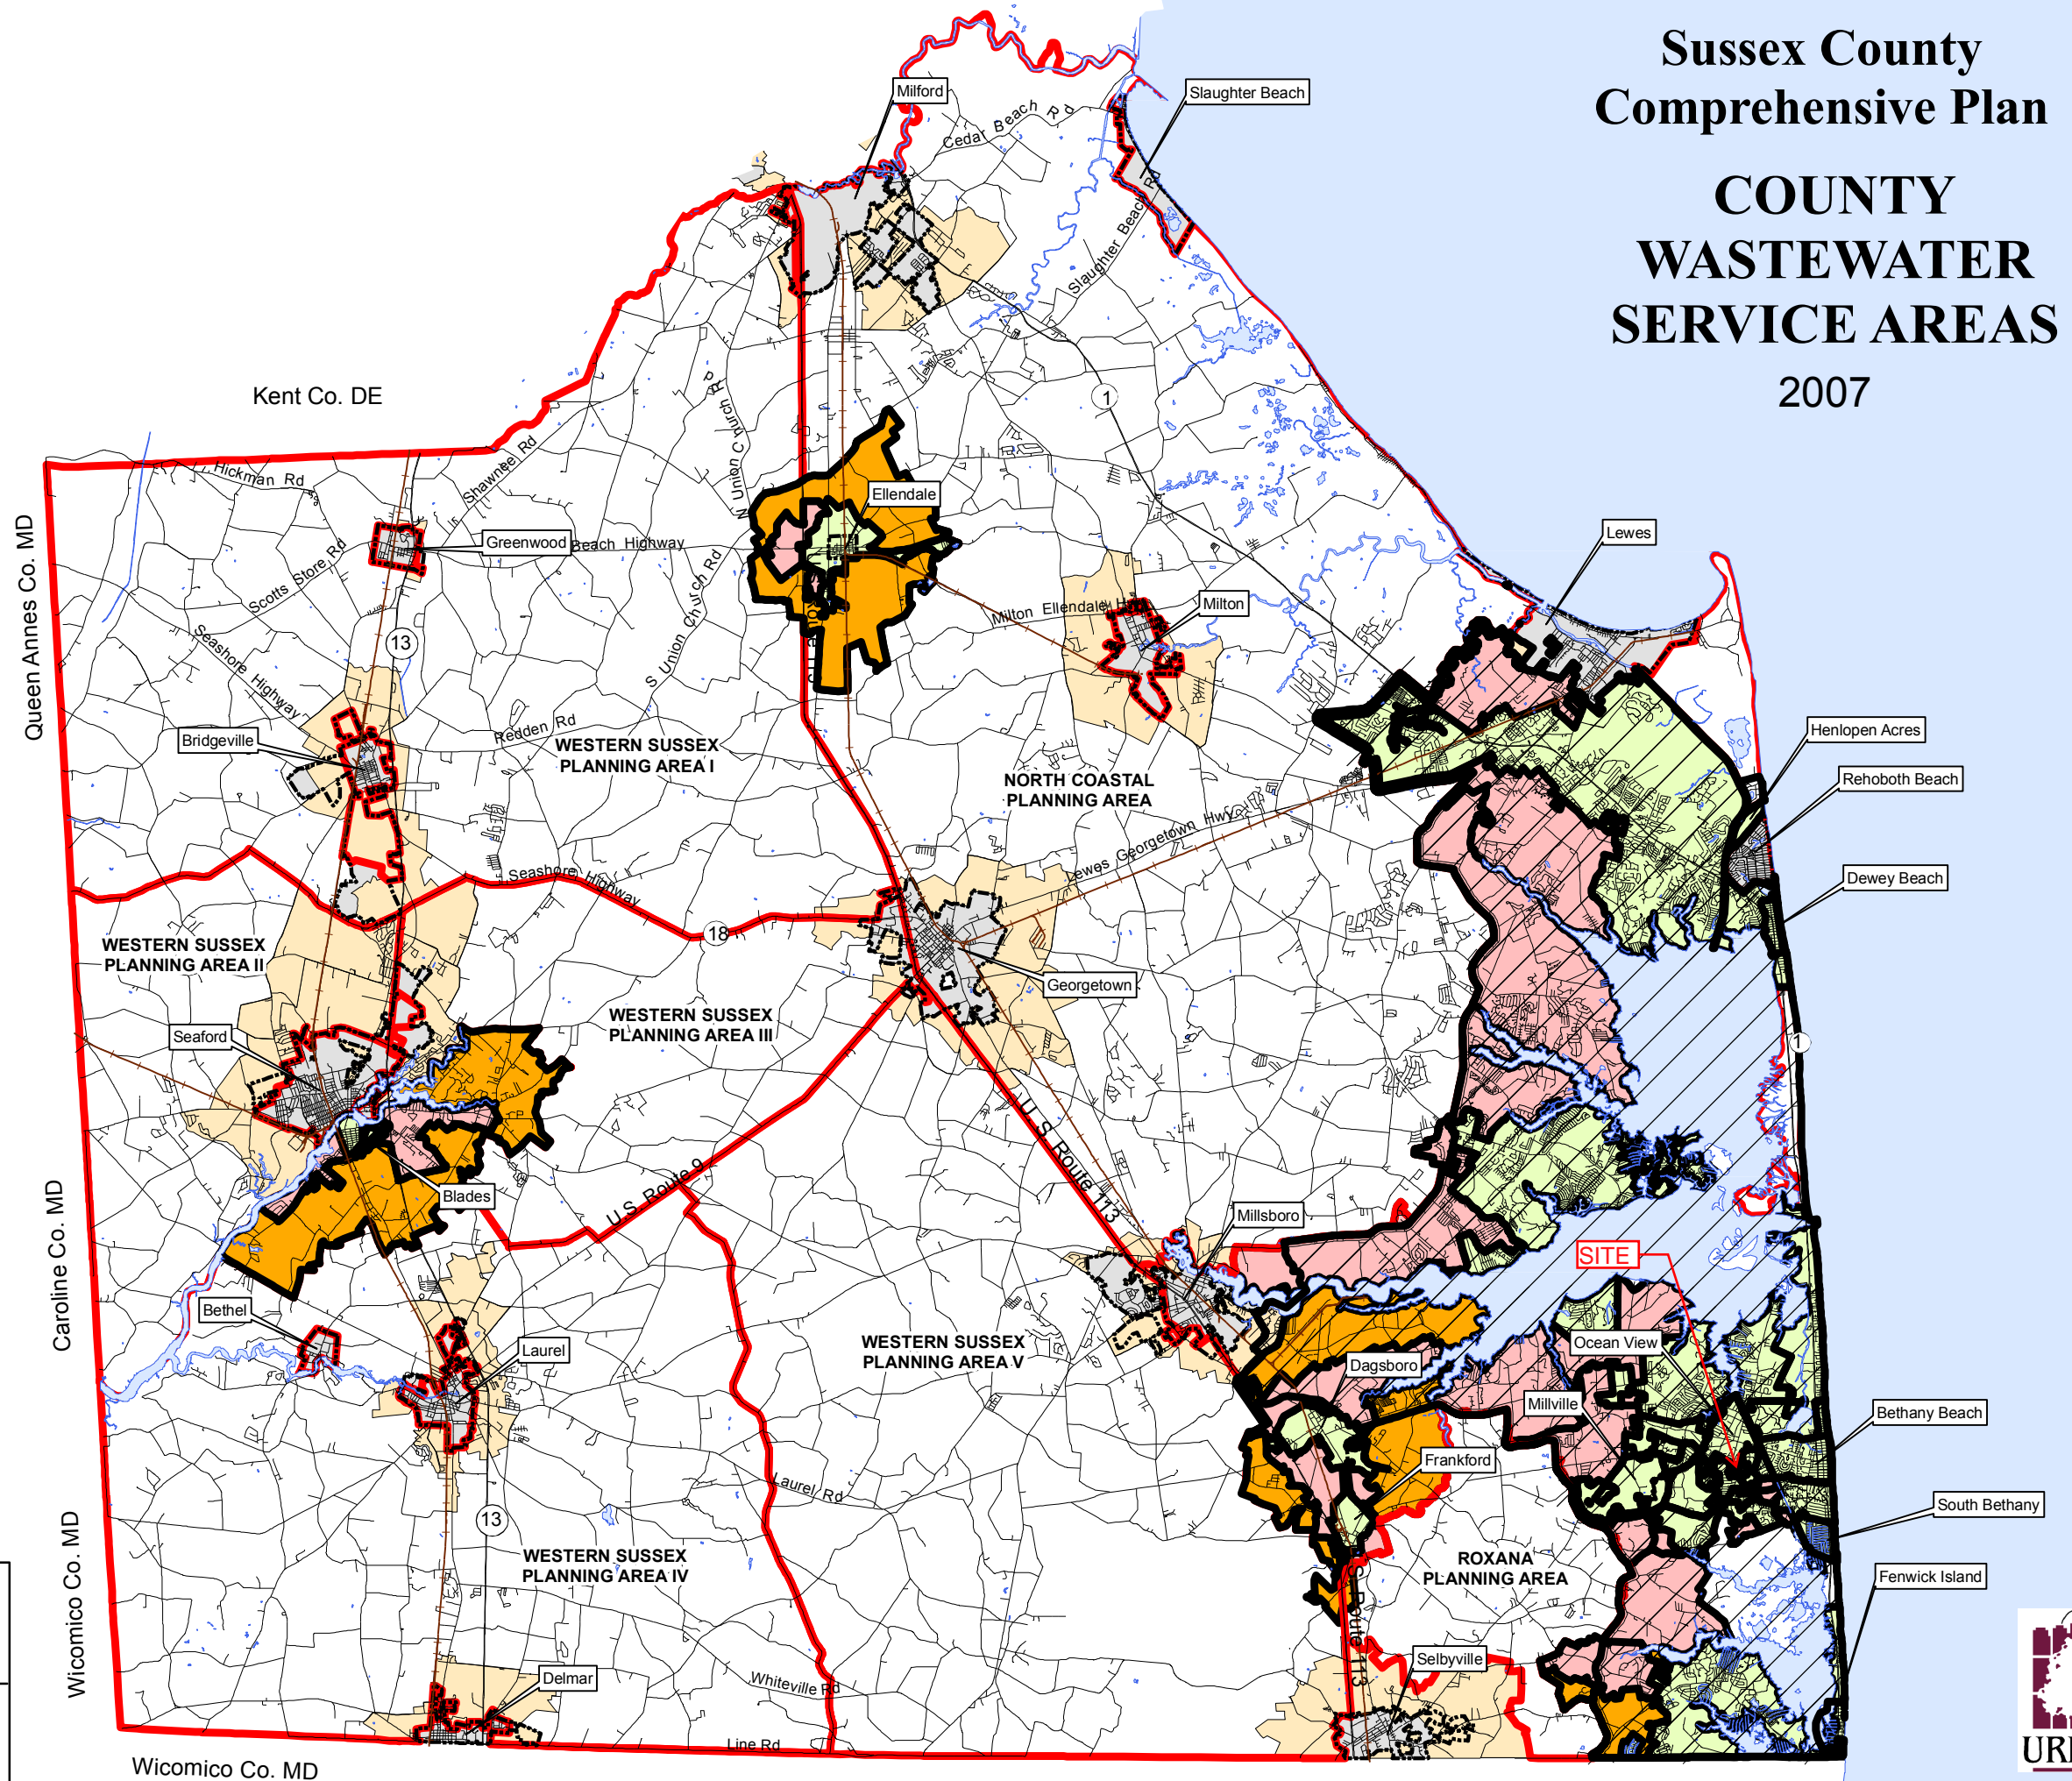 Sussex County
Comprehensive Plan
COUNTY
WASTEWATER
SERVICE AREAS
2007
Milford
Slaughter Beach
Cedar Beach Rd
Slaughter Beach Rd
Kent Co. DE
1
Hickman Rd
Shawnee Rd
N Union Church Rd
Ellendale
Queen Annes Co. MD
Greenwood
Beach Highway
Lewes
Scotts Store Rd
S Union Church Rd
Milton Ellendale
Milton
13
Seashore Highway
Bridgeville
Redden Rd
WESTERN SUSSEX
PLANNING AREA I
NORTH COASTAL
PLANNING AREA
Henlopen Acres
Rehoboth Beach
Lewes Georgetown Hwy
Dewey Beach
Seashore Highway
18
WESTERN SUSSEX
PLANNING AREA II
Georgetown
WESTERN SUSSEX
PLANNING AREA III
Seaford
1
U.S. Route 113
U.S. Route 9
Blades
Caroline Co. MD
Millsboro
SITE
Bethel
Laurel
WESTERN SUSSEX
PLANNING AREA V
Ocean View
Dagsboro
Millville
Bethany Beach
Frankford
Laurel Rd
South Bethany
13
Wicomico Co. MD
WESTERN SUSSEX
PLANNING AREA IV
ROXANA
PLANNING AREA
Fenwick Island
S Route 113
Selbyville
Delmar
Whiteville Rd
Line Rd
Wicomico Co. MD